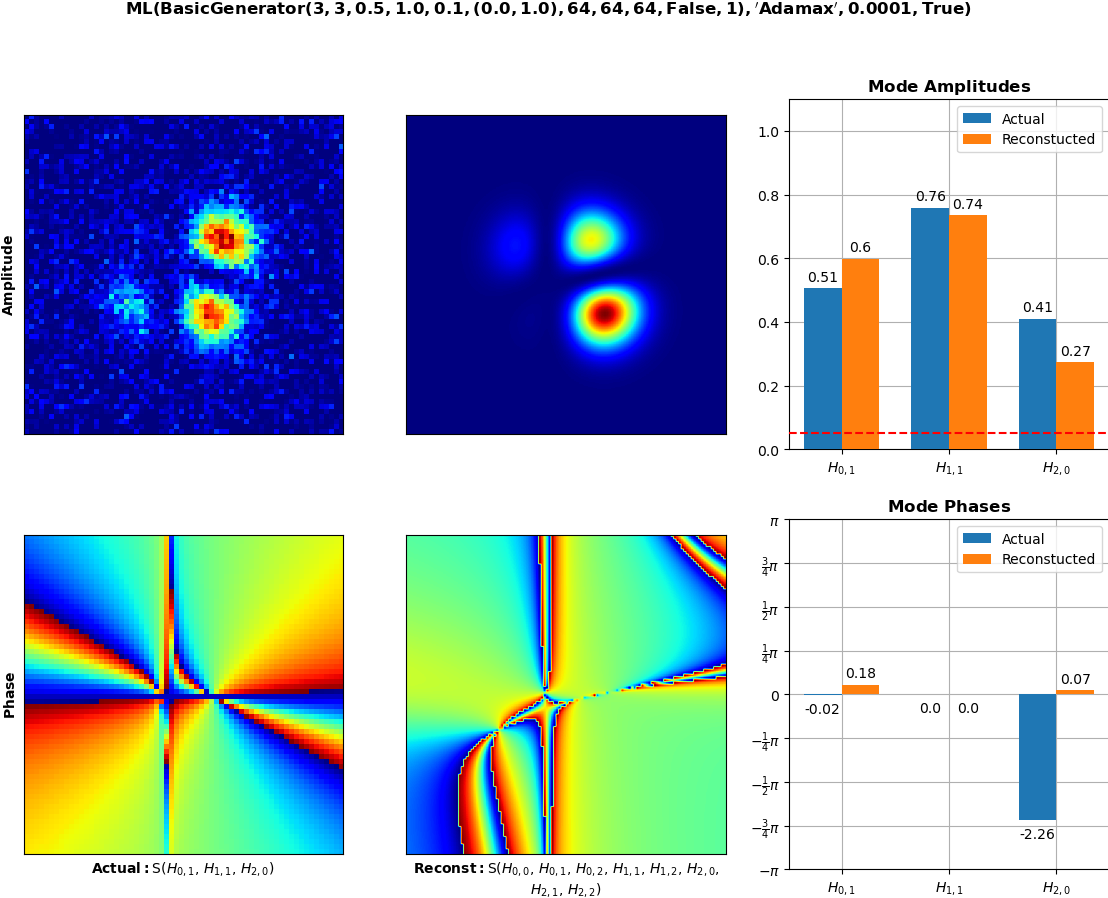 ML(BasicGenerator(3, 3, 0.5, 1.0, 0.1, (0.0, 1.0), 64, 64, 64, False, 1), ′Adamax′, 0.0001, True)
Amplitude
Mode Amplitudes
Actual
Reconstucted
1.0
0.8
0.6
0.4
0.2
0.0
0.51
0.6
0.76
0.74
0.41
0.27
H0,1
H1,1
H2,0
Phase
Actual: S(H0,1, H1,1, H2,0)
Reconst: S(H0,0, H0,1, H0,2, H1,1, H1,2, H2,0,
H2,1, H2,2)
Mode Phases
Actual
Reconstucted
π
3/4π
1/2π
1/4π
0
−1/4π
−1/2π
−3/4π
−π
-0.02
0.18
0.0
0.0
-2.26
0.07
H0,1
H1,1
H2,0